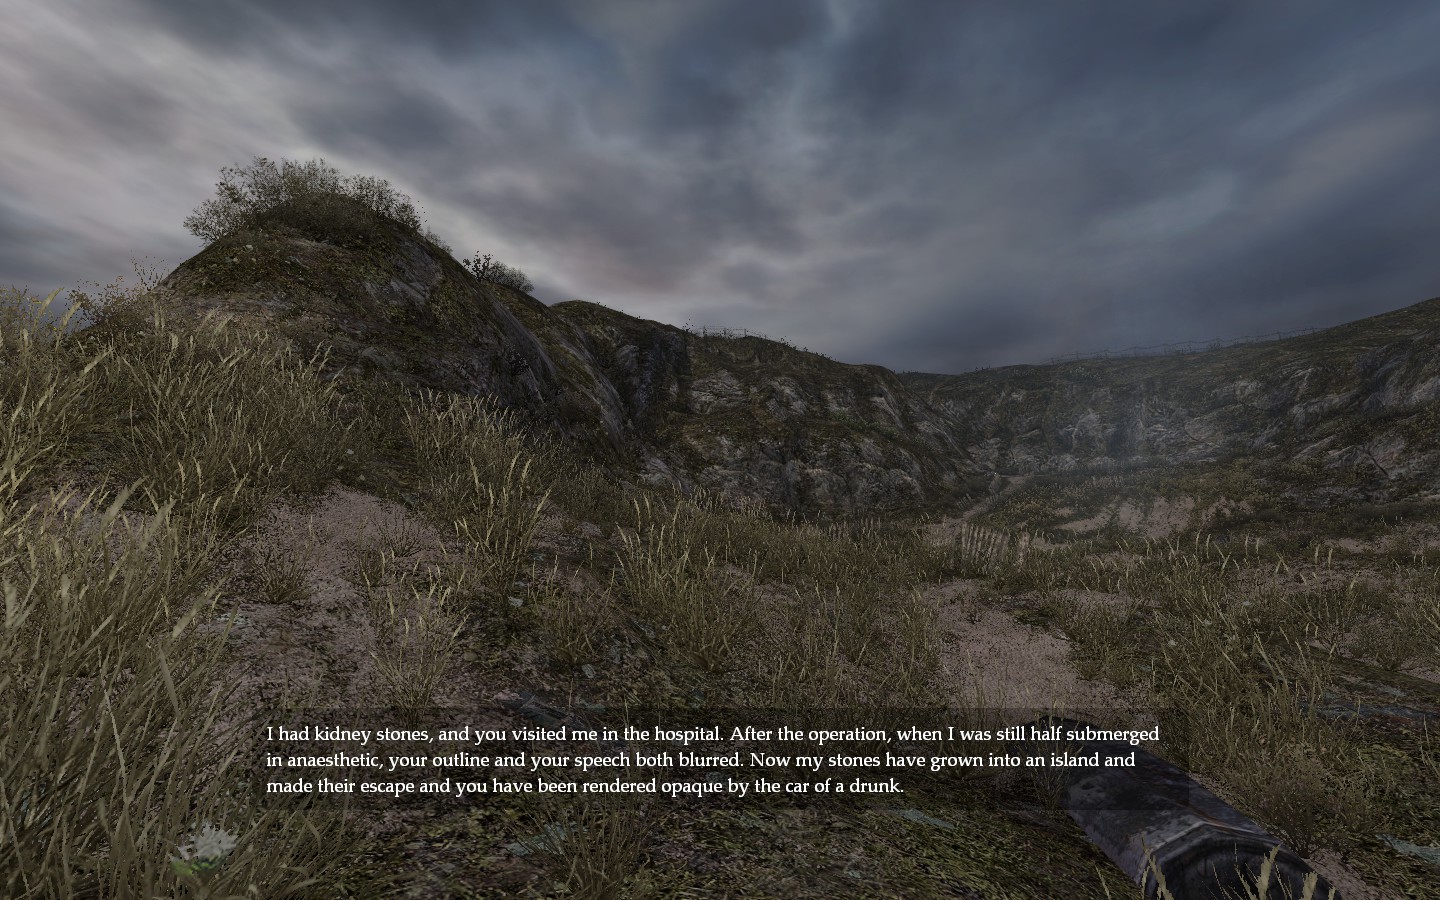 I had kidney stones, and you visited me in the hospital. After the operation, when I was still half submerged
in anaesthetic, your outline and your speech both blurred. Now my stones have grown into an island and
made their escape and you have been rendered opaque by the car of a drunk.